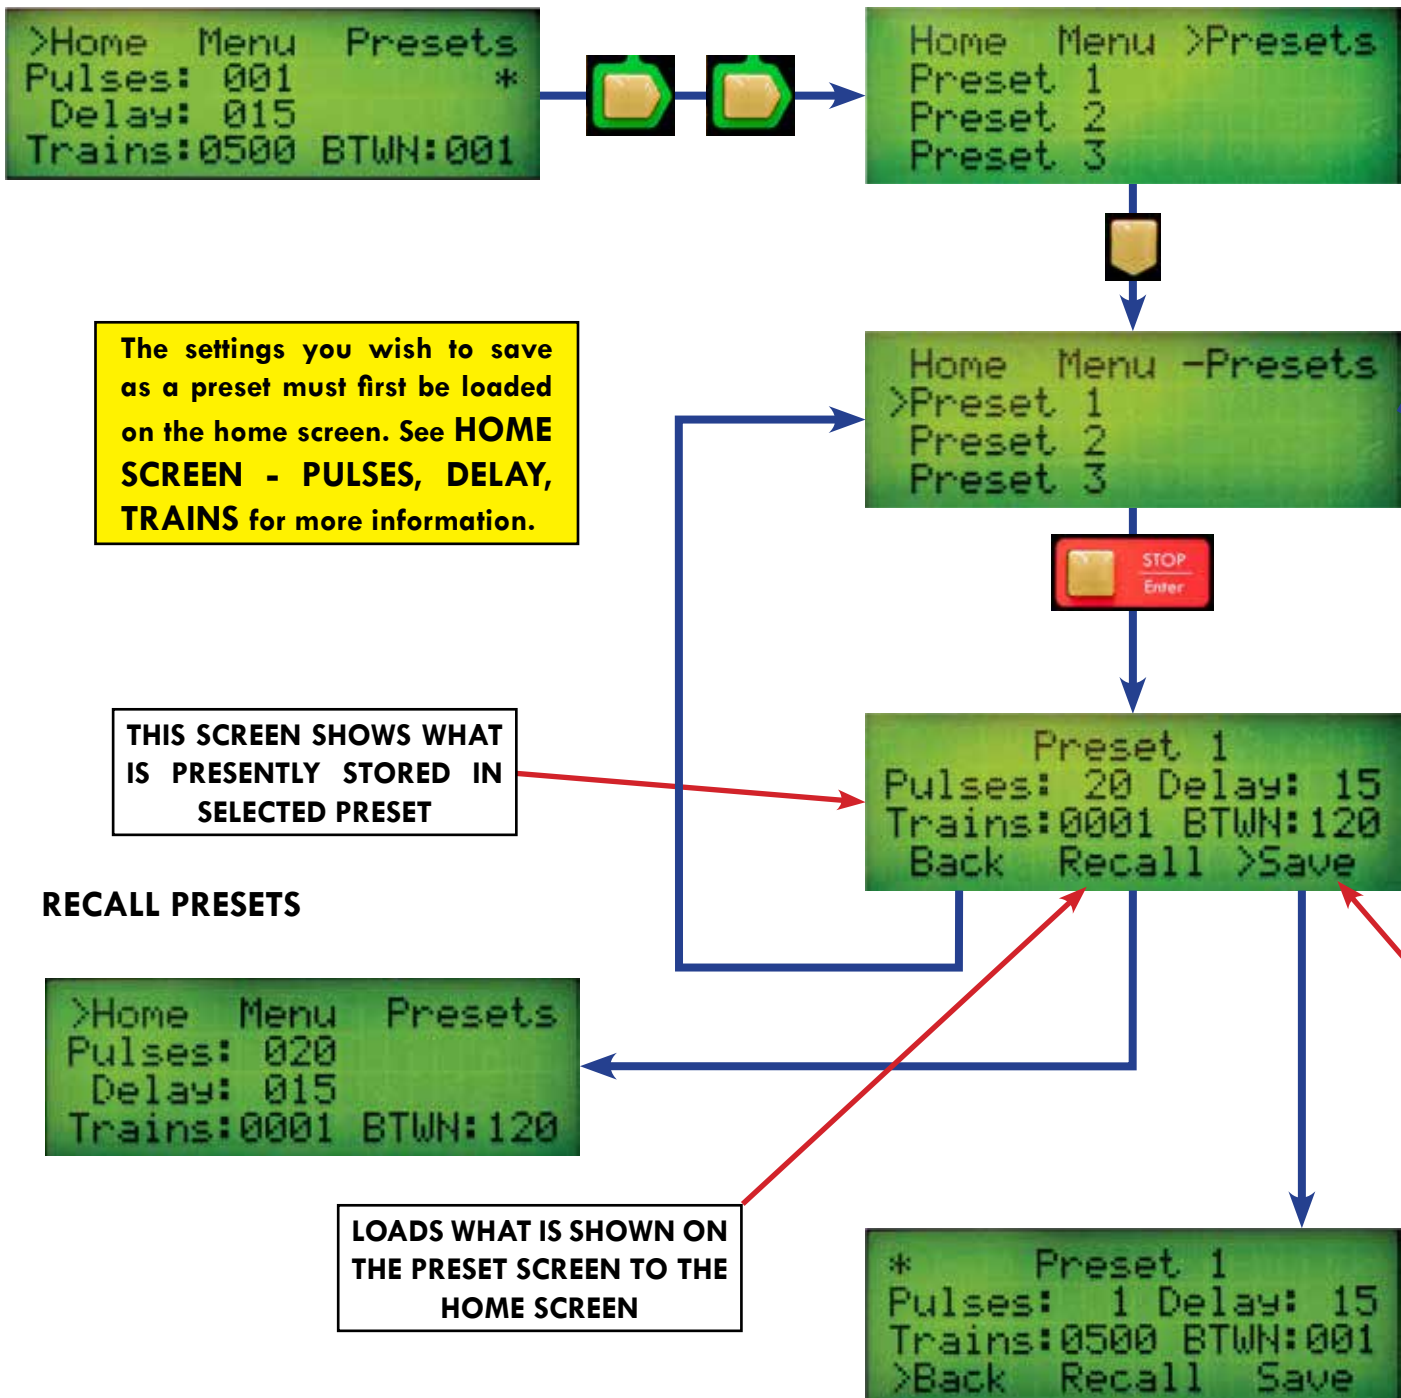 >Home Menu Presets
Pulses: 001 *
Delay: 015
Trains:0500 BTWN:001
Home Menu >Presets
Preset 1
Preset 2
Preset 3
The settings you wish to save
as a preset must first be loaded
on the home screen. See HOME
SCREEN - PULSES, DELAY,
TRAINS for more information.
Home Menu -Presets
>Preset 1
Preset 2
Preset 3
STOP
Enter
THIS SCREEN SHOWS WHAT
IS PRESENTLY STORED IN
SELECTED PRESET
Preset 1
Pulses: 20 Delay: 15
Trains:0001 BTWN:120
Back Recall >Save
RECALL PRESETS
>Home Menu Presets
Pulses: 020
Delay: 015
Trains:0001 BTWN:120
LOADS WHAT IS SHOWN ON
THE PRESET SCREEN TO THE
HOME SCREEN
* Preset 1
Pulses: 1 Delay: 15
Trains:0500 BTWN:001
>Back Recall Save